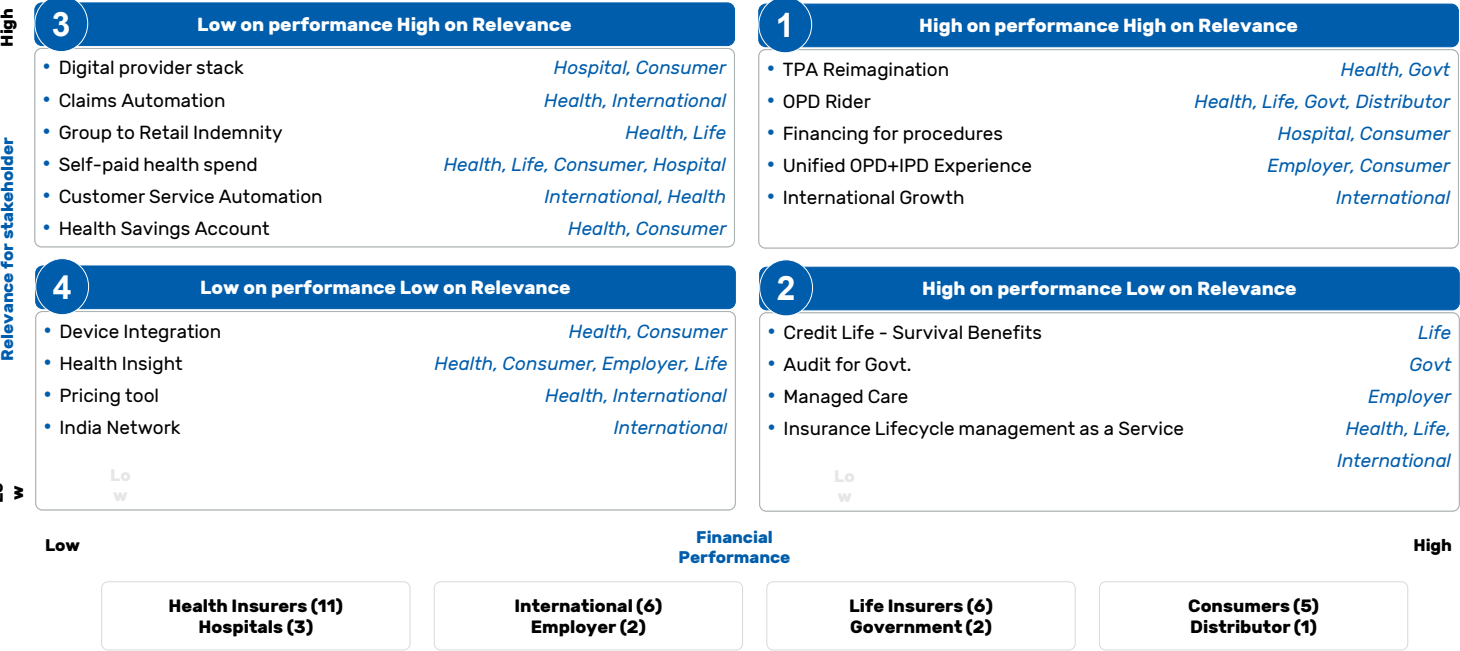 High
Relevance for stakeholder
3
Low on performance High on Relevance
• Digital provider stack Hospital, Consumer
• Claims Automation Health, International
• Group to Retail Indemnity Health, Life
• Self-paid health spend Health, Life, Consumer, Hospital
• Customer Service Automation International, Health
• Health Savings Account Health, Consumer
1
High on performance High on Relevance
• TPA Reimagination Health, Govt
• OPD Rider Health, Life, Govt, Distributor
• Financing for procedures Hospital, Consumer
• Unified OPD+IPD Experience Employer, Consumer
• International Growth International
4
Low on performance Low on Relevance
• Device Integration Health, Consumer
• Health Insight Health, Consumer, Employer, Life
• Pricing tool Health, International
• India Network International
Lo
w
2
High on performance Low on Relevance
• Credit Life - Survival Benefits Life
• Audit for Govt. Govt
• Managed Care Employer
• Insurance Lifecycle management as a Service Health, Life,
International
Lo
w
Low
Financial
Performance
High
Health Insurers (11)
Hospitals (3)
International (6)
Employer (2)
Life Insurers (6)
Government (2)
Consumers (5)
Distributor (1)